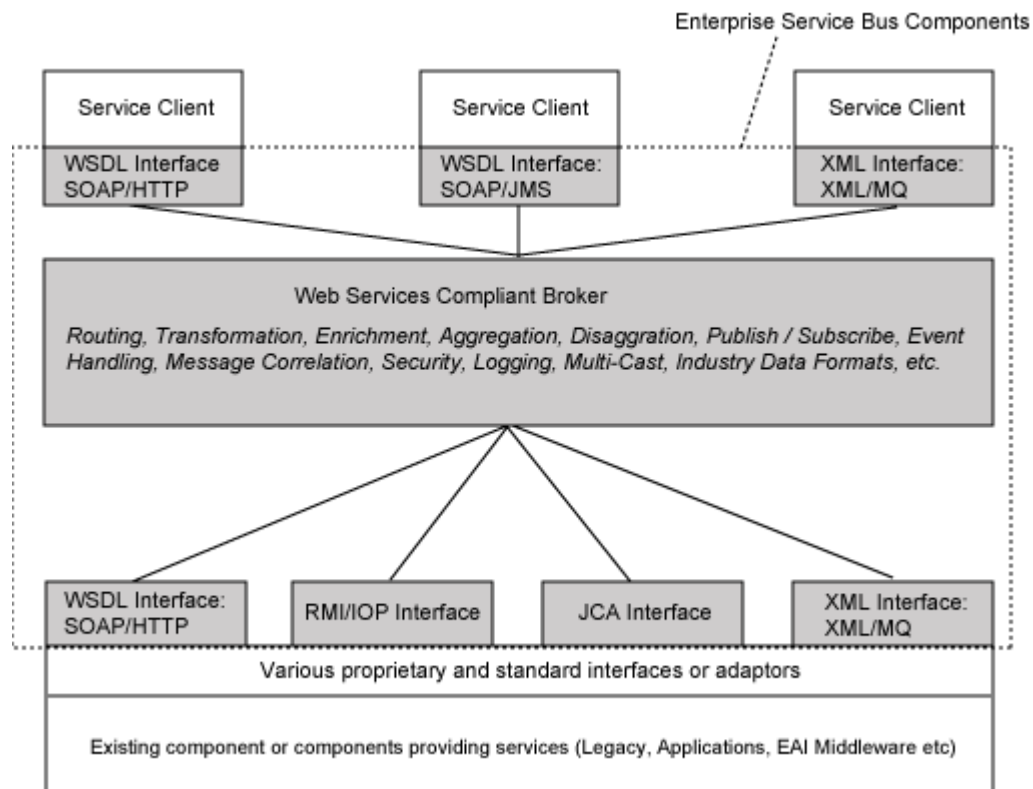 Enterprise Service Bus Components
Service Client
Service Client
Service Client
WSDL Interface
SOAP/HTTP
WSDL Interface:
SOAP/JMS
XML Interface:
XML/MQ
Web Services Compliant Broker
Routing, Transformation, Enrichment, Aggregation, Disaggration, Publish / Subscribe, Event
Handling, Message Correlation, Security, Logging, Multi-Cast, Industry Data Formats, etc.
WSDL Interface:
SOAP/HTTP
RMI/IOP Interface
JCA Interface
XML Interface:
XML/MQ
Various proprietary and standard interfaces or adaptors
Existing component or components providing services (Legacy, Applications, EAI Middleware etc)